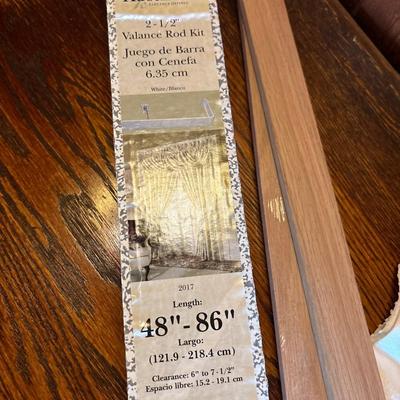 2-1/2"
Valance Rod Kit
Juego de Barra
con Cenefa
6.35 cm
White/Blanco
2017
Length:
48"- 86"
Largo:
(121.9 - 218.4 cm)
Clearance: 6" to 7-1/2"
Espacio libre: 15.2 - 19.1 cm